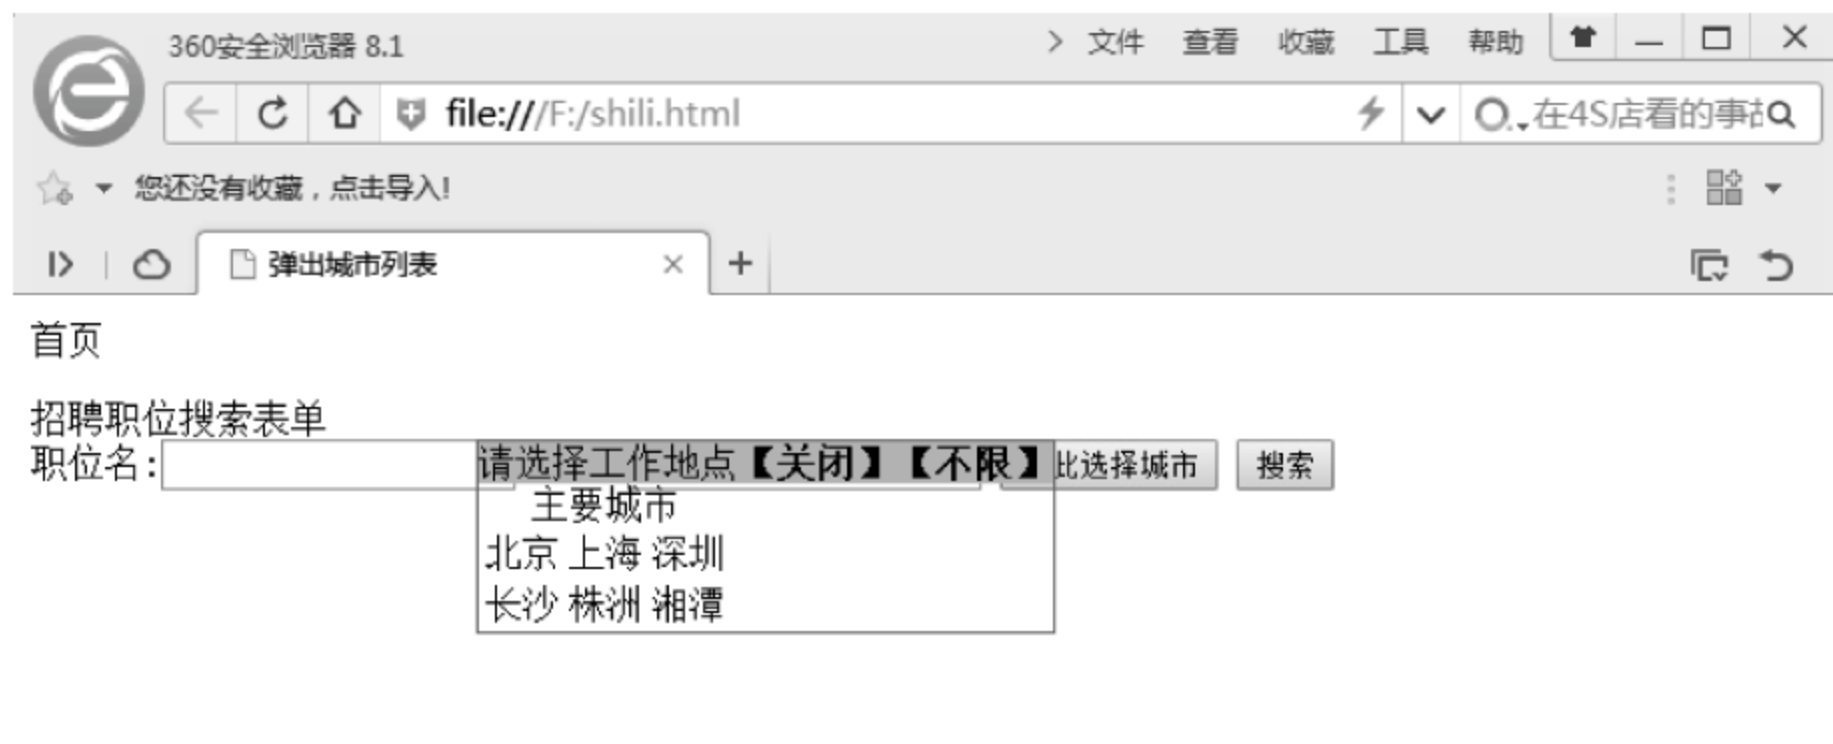 360安全浏览器 8.1
文件 查看 收藏 工具 帮助
file:///F:/shili.html
在4S店看的事
您还没有收藏，点击导入!
弹出城市列表
首页
招聘职位搜索表单
职位名:
请选择工作地点【关闭】【不限】
此选择城市
搜索
主要城市
北京 上海 深圳
长沙 株洲 湘潭